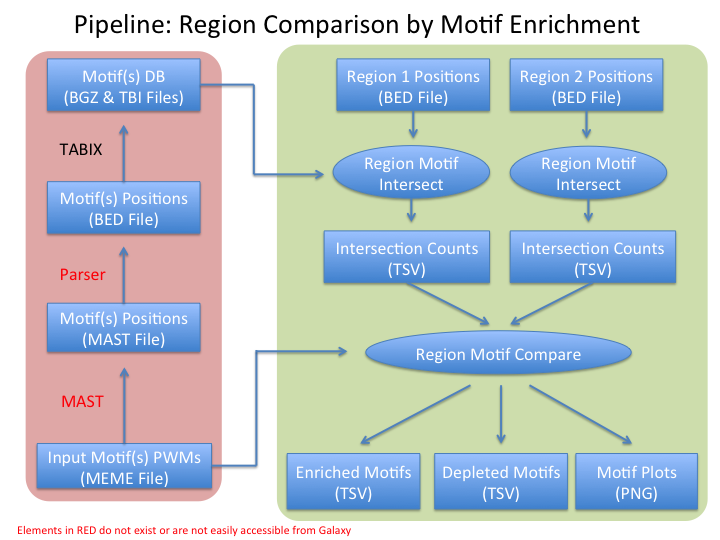 Pipeline: Region Comparison by Motif Enrichment
Motif(s) DB
(BGZ & TBI Files)
TABIX
Motif(s) Positions
(BED File)
Parser
Motif(s) Positions
(MAST File)
MAST
Input Motif(s) PWMs
(MEME File)
Region 1 Positions
(BED File)
Region 2 Positions
(BED File)
Region Motif
Intersect
Region Motif
Intersect
Intersection Counts
(TSV)
Intersection Counts
(TSV)
Region Motif Compare
Enriched Motifs
(TSV)
Depleted Motifs
(TSV)
Motif Plots
(PNG)
Elements in RED do not exist or are not easily accessible from Galaxy